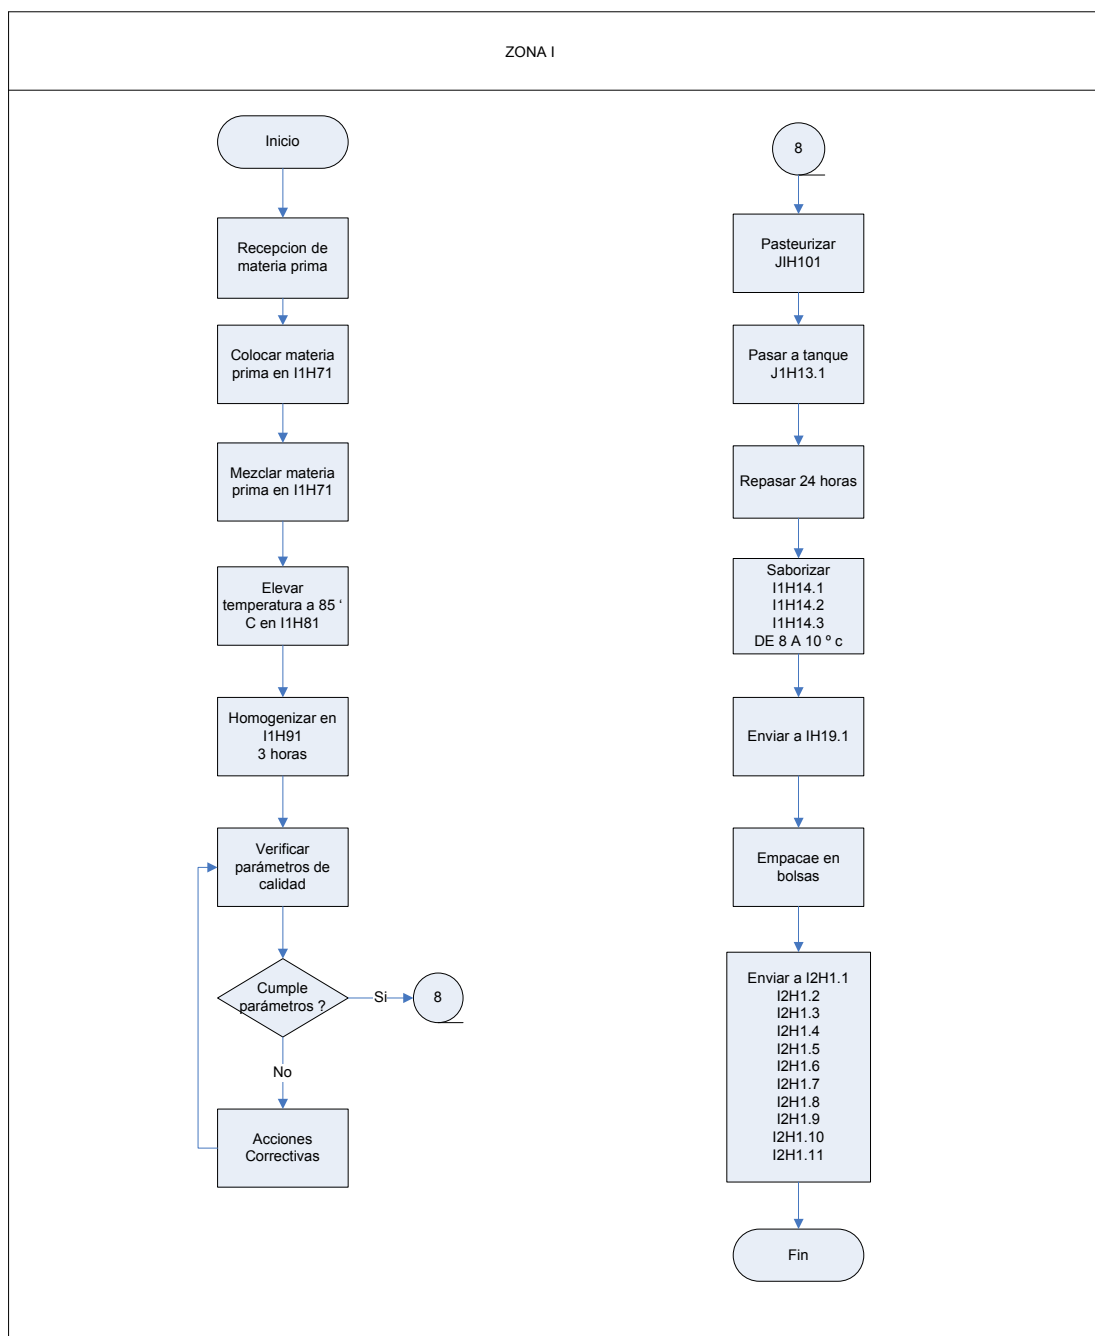 ZONA I
Inicio
Recepcion de
materia prima
Colocar materia
prima en I1H71
Mezclar materia
prima en I1H71
Elevar
temperatura a 85 ‘
C en I1H81
Homogenizar en
I1H91
3 horas
Verificar
parámetros de
calidad
Cumple
parámetros ?
Si
8
No
Acciones
Correctivas
8
Pasteurizar
JIH101
Pasar a tanque
J1H13.1
Repasar 24 horas
Saborizar
I1H14.1
I1H14.2
I1H14.3
DE 8 A 10 º c
Enviar a IH19.1
Empacae en
bolsas
Enviar a I2H1.1
I2H1.2
I2H1.3
I2H1.4
I2H1.5
I2H1.6
I2H1.7
I2H1.8
I2H1.9
I2H1.10
I2H1.11
Fin